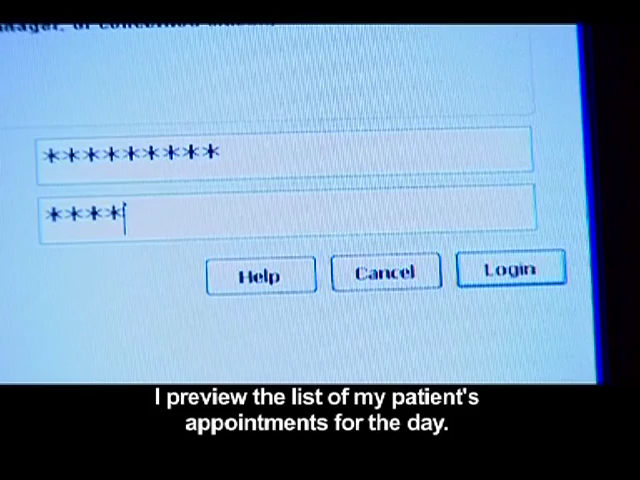 *********
****
Help Cancel Login
I preview the list of my patient's
appointments for the day.